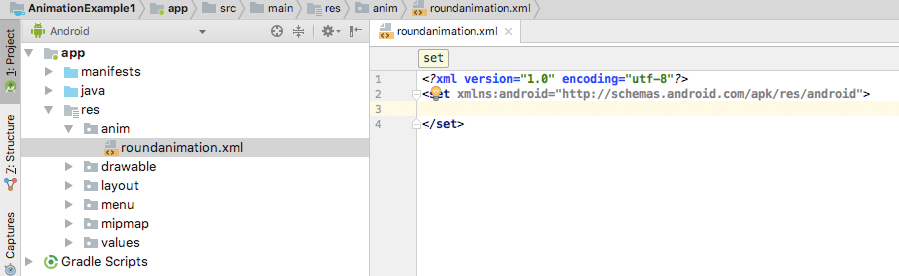 AnimationExample1 app src main res anim roundanimation.xml
1: Project
Android
roundanimation.xml
app
manifests
java
res
anim
roundanimation.xml
drawable
layout
menu
mipmap
values
Gradle Scripts
Z: Structure
Captures
set
1 <?xml version="1.0" encoding="utf-8"?>
2 <set xmlns:android="http://schemas.android.com/apk/res/android">
3
4 </set>